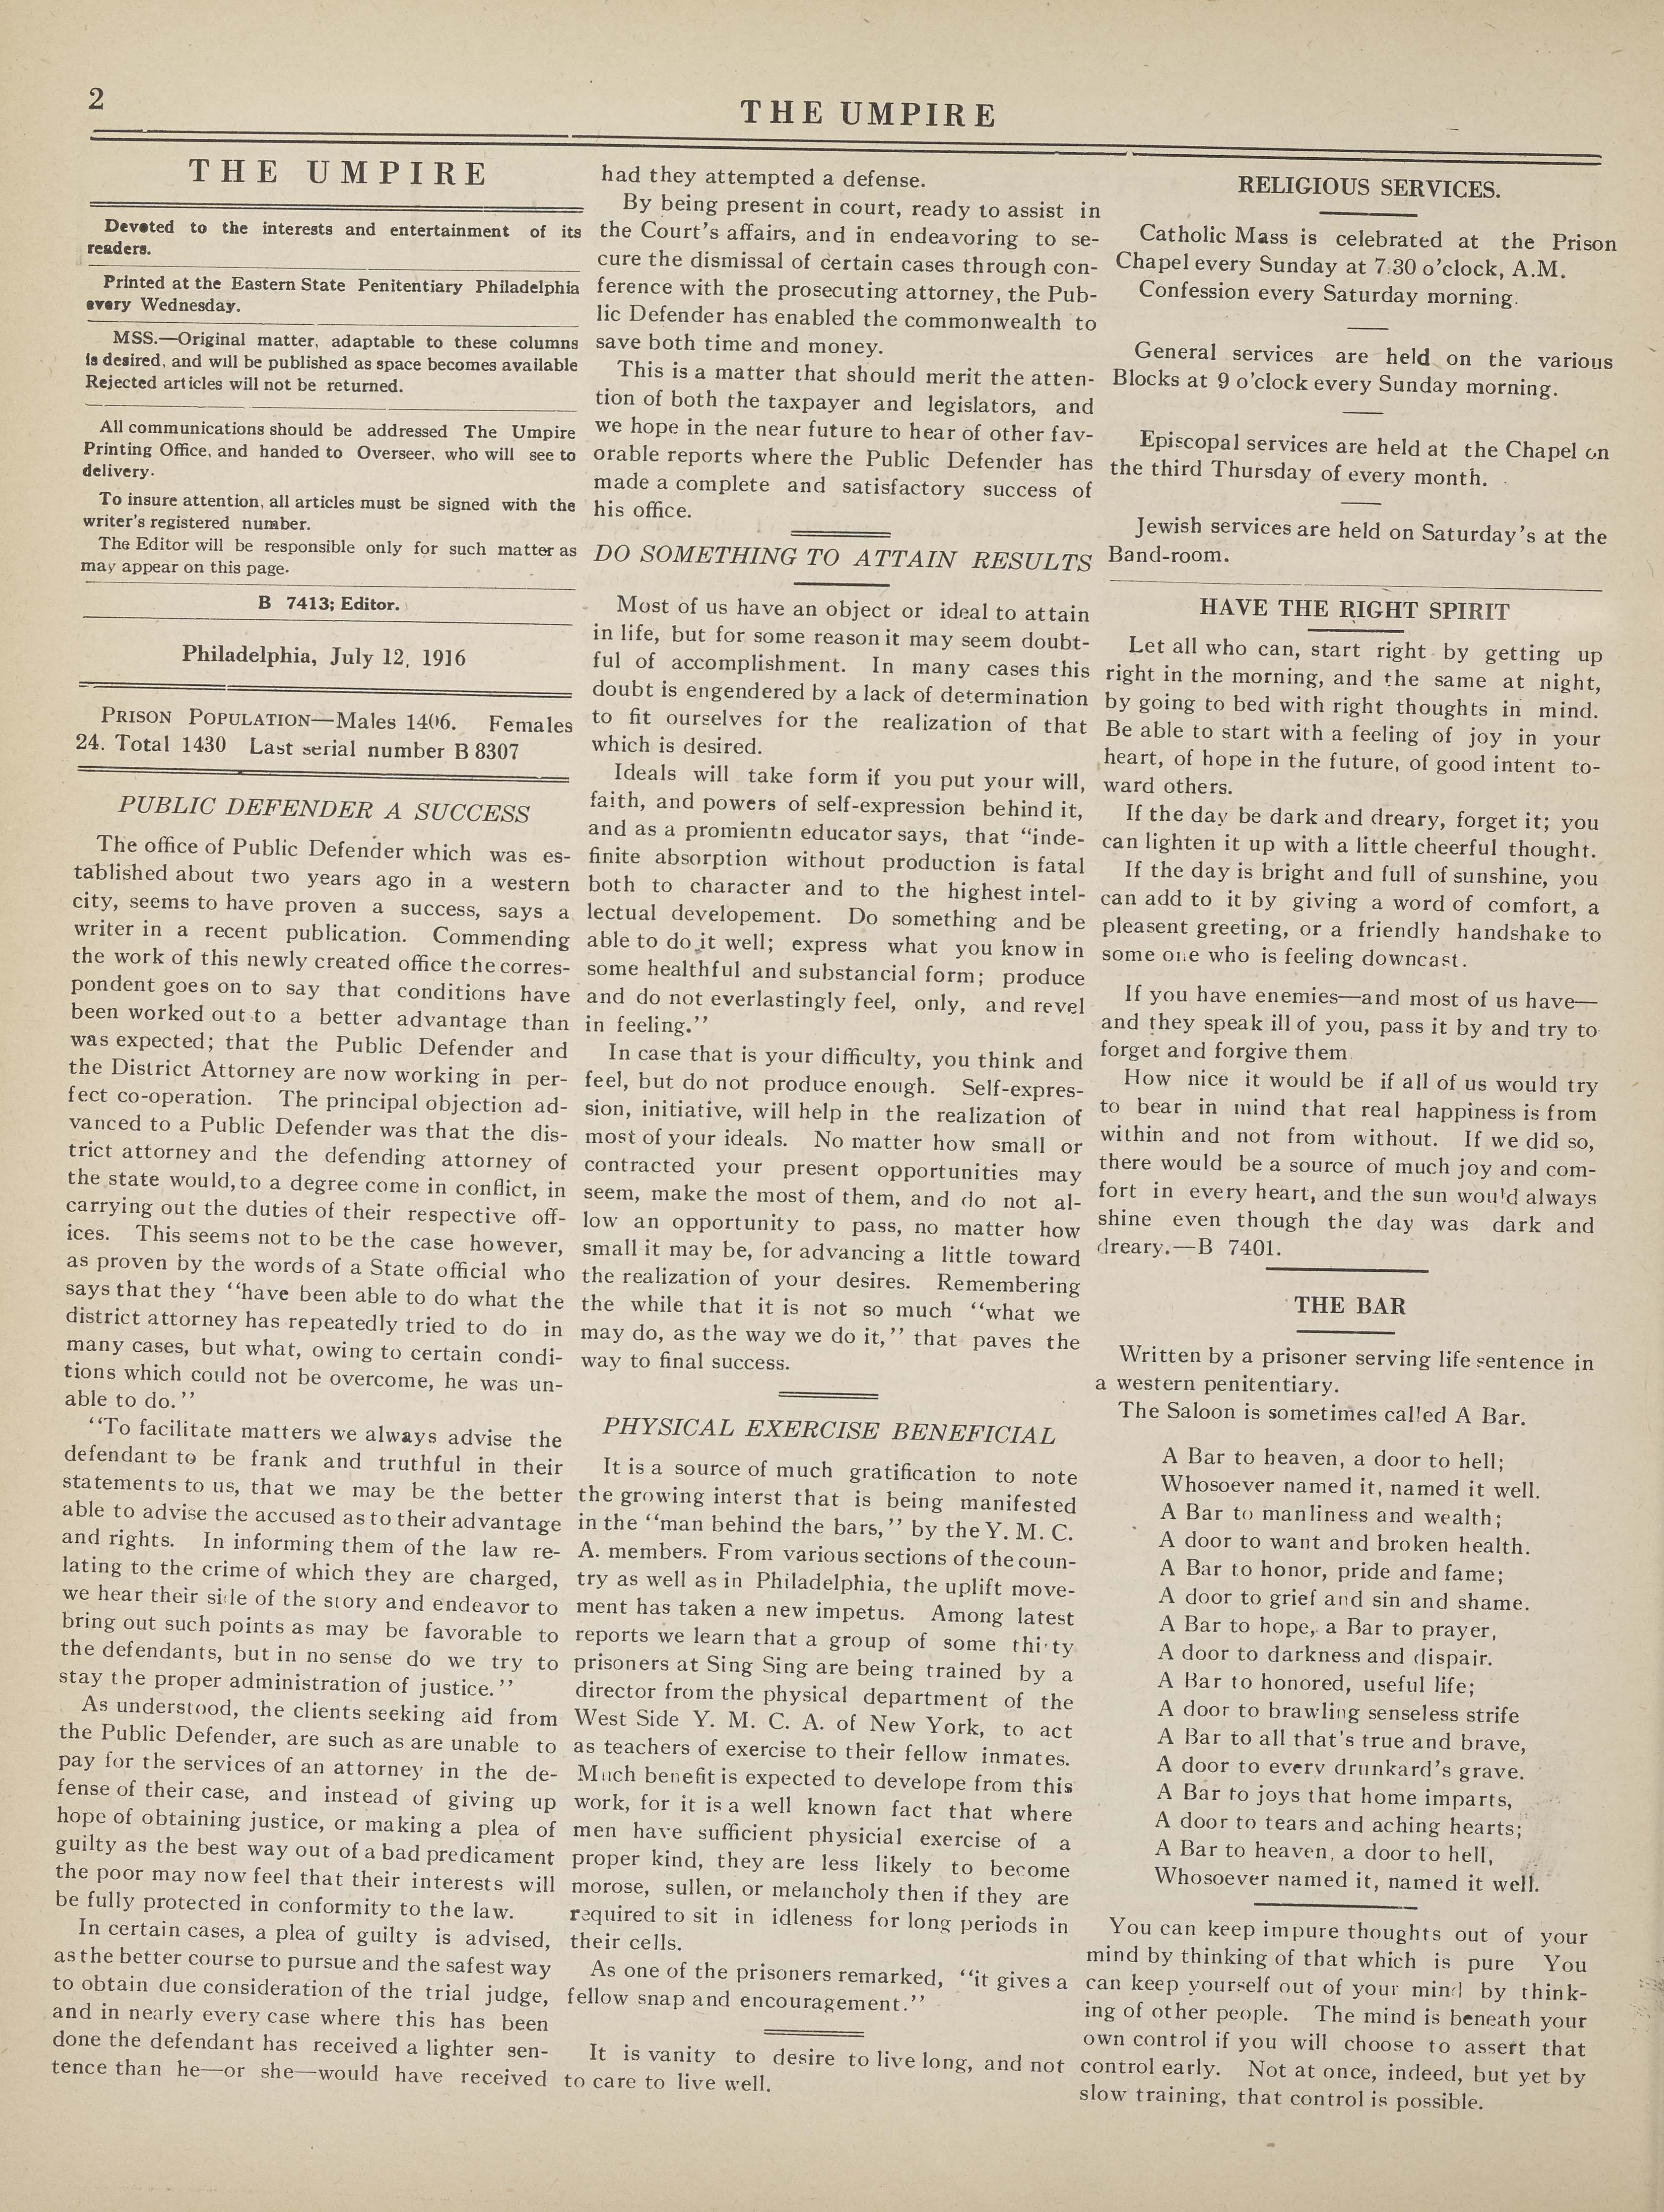 2
THE UMPIRE
THE UMPIRE
Devoted to the interests and entertainment of its
readers.
Printed at the Eastern State Penitentiary Philadelphia
every Wednesday.
MSS.—Original matter, adaptable to these columns
is desired, and will be published as space becomes available
Rejected articles will not be returned.
All communications should be addressed The Umpire
Printing Office, and handed to Overseer, who will see to
delivery.
To insure attention, all articles must be signed with the
writer's registered number.
The Editor will be responsible only for such matter as
may appear on this page.
B 7413; Editor.
Philadelphia, July 12, 1916
PRISON POPULATION—Males 1406. Females
24. Total 1430 Last serial number B 8307
PUBLIC DEFENDER A SUCCESS
The office of Public Defender which was es-
tablished about two years ago in a western
city, seems to have proven a success, says a
writer in a recent publication. Commending
the work of this newly created office the corres-
pondent goes on to say that conditions have
been worked out to a better advantage than
was expected; that the Public Defender and
the District Attorney are now working in per-
fect co-operation. The principal objection ad-
vanced to a Public Defender was that the dis-
trict attorney and the defending attorney of
the state would, to a degree come in conflict, in
carrying out the duties of their respective off-
ices. This seems not to be the case however,
as proven by the words of a State official who
says that they "have been able to do what the
district attorney has repeatedly tried to do in
many cases, but what, owing to certain condi-
tions which could not be overcome, he was un-
able to do."
"To facilitate matters we always advise the
defendant to be frank and truthful in their
statements to us, that we may be the better
able to advise the accused as to their advantage
and rights. In informing them of the law re-
lating to the crime of which they are charged,
we hear their side of the story and endeavor to
bring out such points as may be favorable to
the defendants, but in no sense do we try to
stay the proper administration of justice."
As understood, the clients seeking aid from
the Public Defender, are such as are unable to
pay for the services of an attorney in the de-
fense of their case, and instead of giving up
hope of obtaining justice, or making a plea of
guilty as the best way out of a bad predicament
the poor may now feel that their interests will
be fully protected in conformity to the law.
In certain cases, a plea of guilty is advised,
as the better course to pursue and the safest way
to obtain due consideration of the trial judge,
and in nearly every case where this has been
done the defendant has received a lighter sen-
tence than he—or she—would have received
had they attempted a defense.
By being present in court, ready to assist in
the Court's affairs, and in endeavoring to se-
cure the dismissal of certain cases through con-
ference with the prosecuting attorney, the Pub-
lic Defender has enabled the commonwealth to
save both time and money.
This is a matter that should merit the atten-
tion of both the taxpayer and legislators, and
we hope in the near future to hear of other fav-
orable reports where the Public Defender has
made a complete and satisfactory success of
his office.
DO SOMETHING TO ATTAIN RESULTS
Most of us have an object or ideal to attain
in life, but for some reason it may seem doubt-
ful of accomplishment. In many cases this
doubt is engendered by a lack of determination
to fit ourselves for the realization of that
which is desired.
Ideals will take form if you put your will,
faith, and powers of self-expression behind it,
and as a promientn educator says, that "inde-
finite absorption without production is fatal
both to character and to the highest intel-
lectual developement. Do something and be
able to do it well; express what you know in
some healthful and substancial form; produce
and do not everlastingly feel, only, and revel
in feeling."
In case that is your difficulty, you think and
feel, but do not produce enough. Self-expres-
sion, initiative, will help in the realization of
most of your ideals. No matter how small or
contracted your present opportunities may
seem, make the most of them, and do not al-
low an opportunity to pass, no matter how
small it may be, for advancing a little toward
the realization of your desires. Remembering
the while that it is not so much "what we
may do, as the way we do it," that paves the
way to final success.
PHYSICAL EXERCISE BENEFICIAL
It is a source of much gratification to note
the growing interst that is being manifested
in the "man behind the bars," by the Y. M. C.
A. members. From various sections of the coun-
try as well as in Philadelphia, the uplift move-
ment has taken a new impetus. Among latest
reports we learn that a group of some thirty
prisoners at Sing Sing are being trained by a
director from the physical department of the
West Side Y. M. C. A. of New York, to act
as teachers of exercise to their fellow inmates.
Much benefit is expected to develope from this
work, for it is a well known fact that where
men have sufficient physicial exercise of a
proper kind, they are less likely to become
morose, sullen, or melancholy then if they are
required to sit in idleness for long periods in
their cells.
As one of the prisoners remarked, "it gives a
fellow snap and encouragement."
It is vanity to desire to live long, and not
to care to live well.
RELIGIOUS SERVICES.
Catholic Mass is celebrated at the Prison
Chapel every Sunday at 7.30 o'clock, A.M.
Confession every Saturday morning.
General services are held on the various
Blocks at 9 o'clock every Sunday morning.
Episcopal services are held at the Chapel on
the third Thursday of every month.
Jewish services are held on Saturday's at the
Band-room.
HAVE THE RIGHT SPIRIT
Let all who can, start right by getting up
right in the morning, and the same at night,
by going to bed with right thoughts in mind.
Be able to start with a feeling of joy in your
heart, of hope in the future, of good intent to-
ward others.
If the day be dark and dreary, forget it; you
can lighten it up with a little cheerful thought.
If the day is bright and full of sunshine, you
can add to it by giving a word of comfort, a
pleasent greeting, or a friendly handshake to
some one who is feeling downcast.
If you have enemies—and most of us have—
and they speak ill of you, pass it by and try to
forget and forgive them.
How nice it would be if all of us would try
to bear in mind that real happiness is from
within and not from without. If we did so,
there would be a source of much joy and com-
fort in every heart, and the sun would always
shine even though the day was dark and
dreary.—B 7401.
THE BAR
Written by a prisoner serving life sentence in
a western penitentiary.
The Saloon is sometimes called A Bar.
A Bar to heaven, a door to hell;
Whosoever named it, named it well.
A Bar to manliness and wealth;
A door to want and broken health.
A Bar to honor, pride and fame;
A door to grief and sin and shame.
A Bar to hope, a Bar to prayer,
A door to darkness and dispair.
A Bar to honored, useful life;
A door to brawling senseless strife
A Bar to all that's true and brave,
A door to every drunkard's grave.
A Bar to joys that home imparts,
A door to tears and aching hearts;
A Bar to heaven, a door to hell,
Whosoever named it, named it well.
You can keep impure thoughts out of your
mind by thinking of that which is pure You
can keep yourself out of your mind by think-
ing of other people. The mind is beneath your
own control if you will choose to assert that
control early. Not at once, indeed, but yet by
slow training, that control is possible.